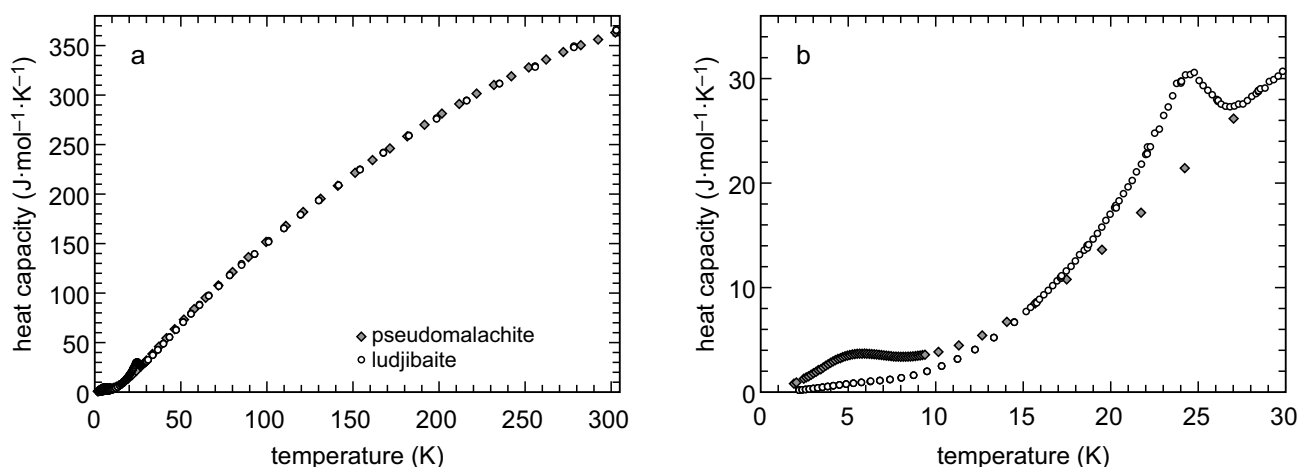 a
heat capacity (J·mol⁻¹·K⁻¹)
350
300
250
200
150
100
50
0
pseudomalachite
ludjibaite
0 50 100 150 200 250 300
temperature (K)
b
heat capacity (J·mol⁻¹·K⁻¹)
30
20
10
0
0 5 10 15 20 25 30
temperature (K)